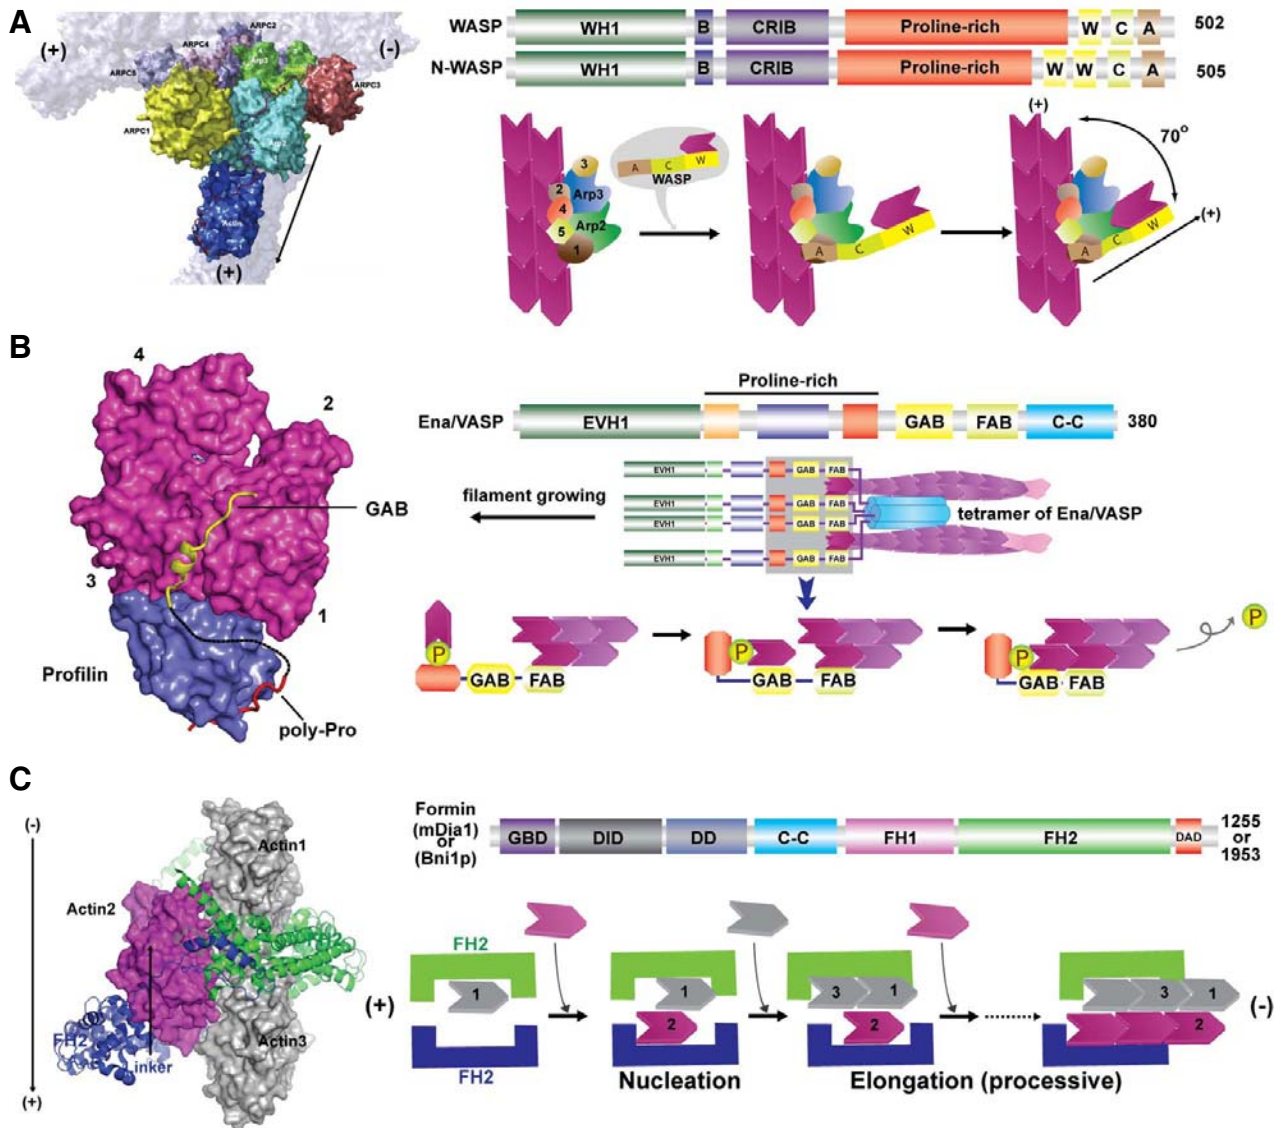 A
(+)
(-)
ARPC2
ARPC4
ARPC5
Arp3
ARPC3
ARPC1
Actin
(+)
WASP
WH1
B
CRIB
Proline-rich
W
C
A
502
N-WASP
WH1
B
CRIB
Proline-rich
W
W
C
A
505
3
2
Arp3
4
5
Arp2
1
A
C
W
WASP
A
C
W
(+)
70o
(+)
A
C
W
B
4
2
GAB
3
1
Profilin
poly-Pro
Proline-rich
Ena/VASP
EVH1
GAB
FAB
C-C
380
filament growing
EVH1
GAB
FAB
EVH1
GAB
FAB
EVH1
GAB
FAB
EVH1
GAB
FAB
tetramer of Ena/VASP
P
GAB
FAB
P
GAB
FAB
P
GAB
FAB
P
C
(-)
(+)
Actin1
Actin2
Actin3
FH2
Linker
Formin
(mDia1)
or
(Bni1p)
GBD
DID
DD
C-C
FH1
FH2
DAD
1255
or
1953
(+)
FH2
1
FH2
1
2
Nucleation
3
1
2
Elongation (processive)
3
1
2
(-)